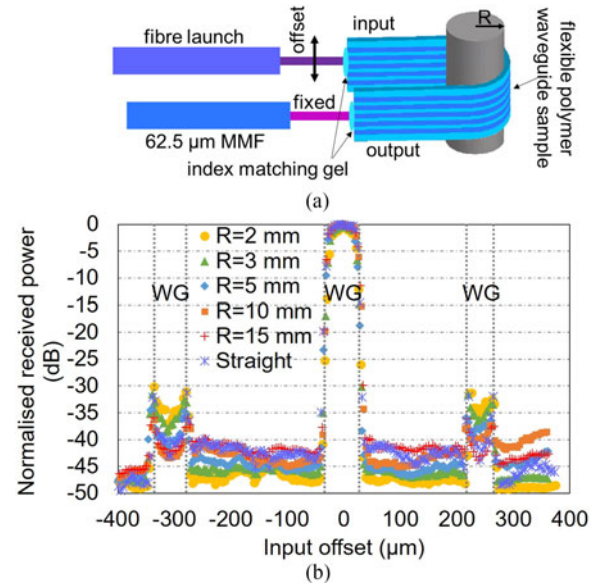 fibre launch
offset
input
R
fixed
62.5 µm MMF
output
index matching gel
flexible polymer
waveguide sample
(a)
Normalised received power
(dB)
0
-5
-10
-15
-20
-25
-30
-35
-40
-45
-50
R=2 mm
R=3 mm
R=5 mm
R=10 mm
R=15 mm
Straight
WG
WG
WG
-400 -300 -200 -100 0 100 200 300 400
Input offset (µm)
(b)